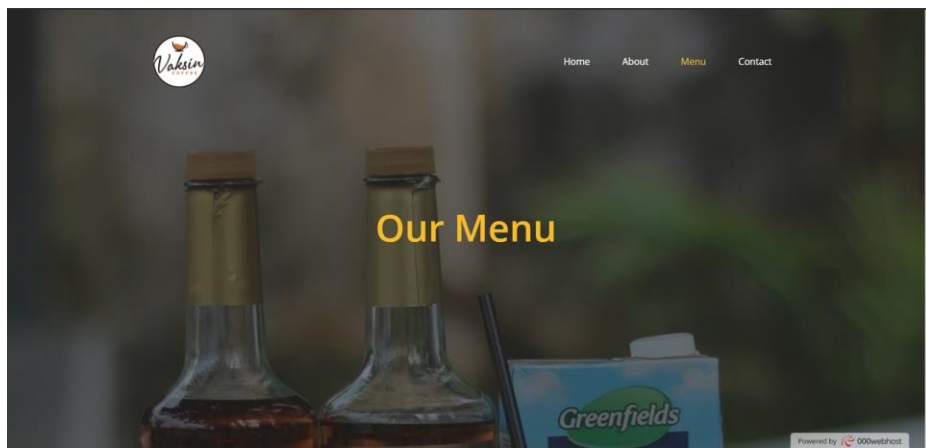 Vaksin
COFFEE
Home About Menu Contact
Our Menu
Greenfields
Powered by 000webhost